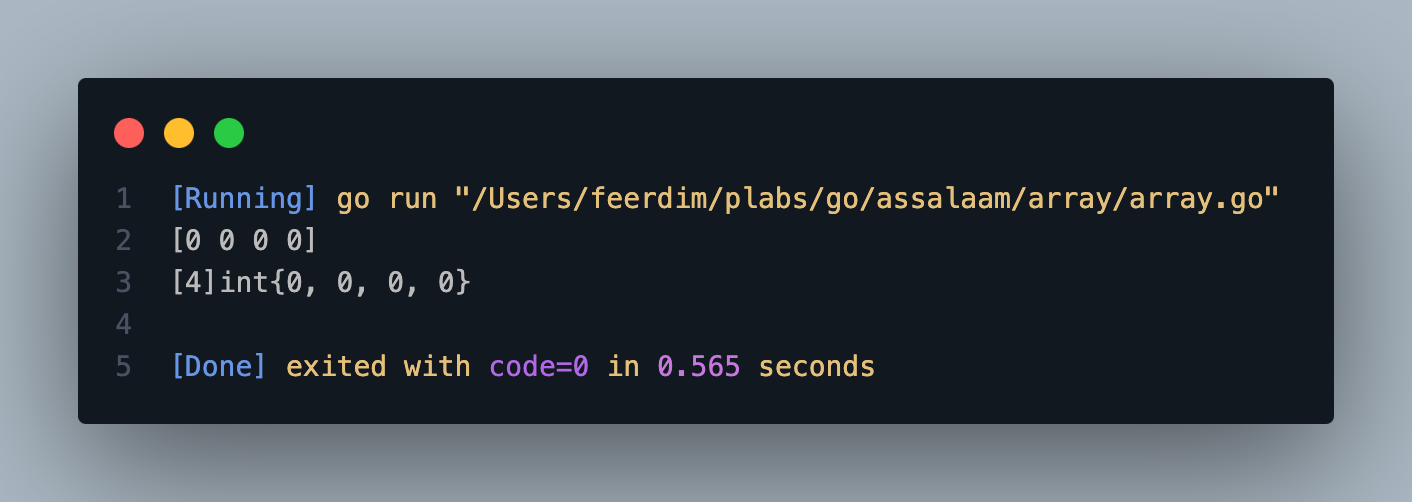 1 [Running] go run "/Users/feerdim/plabs/go/assalaam/array/array.go"
2 [0 0 0 0]
3 [4]int{0, 0, 0, 0}
4
5 [Done] exited with code=0 in 0.565 seconds